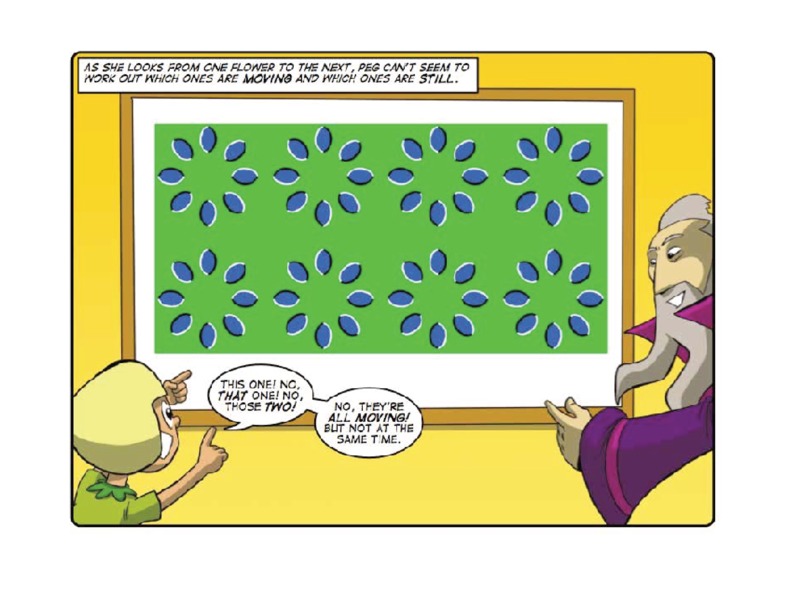 AS SHE LOOKS FROM ONE FLOWER TO THE NEXT, PEG CAN'T SEEM TO
WORK OUT WHICH ONES ARE MOVING AND WHICH ONES ARE STILL.
THIS ONE! NO,
THAT ONE! NO,
THOSE TWO!
NO, THEY'RE
ALL MOVING!
BUT NOT AT THE
SAME TIME.